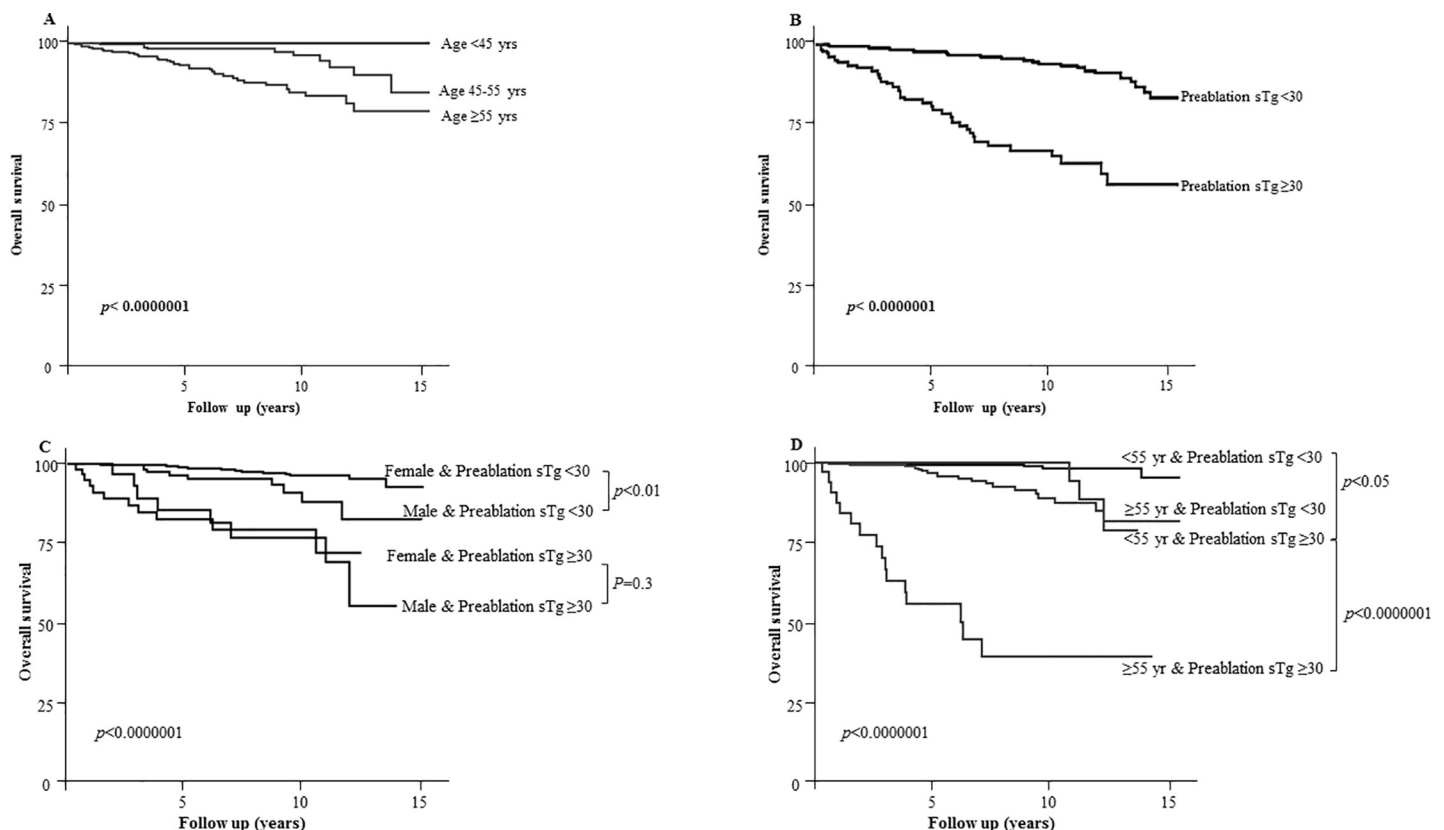 A
100
75
50
25
0
Overall survival
Age <45 yrs
Age 45-55 yrs
Age ≥55 yrs
p< 0.0000001
5
10
15
Follow up (years)
B
100
75
50
25
0
Overall survival
Preablation sTg <30
Preablation sTg ≥30
p< 0.0000001
5
10
15
Follow up (years)
C
100
75
50
25
0
Overall survival
Female & Preablation sTg <30
p<0.01
Male & Preablation sTg <30
Female & Preablation sTg ≥30
P=0.3
Male & Preablation sTg ≥30
p<0.0000001
5
10
15
Follow up (years)
D
100
75
50
25
0
Overall survival
<55 yr & Preablation sTg <30
p<0.05
≥55 yr & Preablation sTg <30
<55 yr & Preablation sTg ≥30
p<0.0000001
≥55 yr & Preablation sTg ≥30
p<0.0000001
5
10
15
Follow up (years)